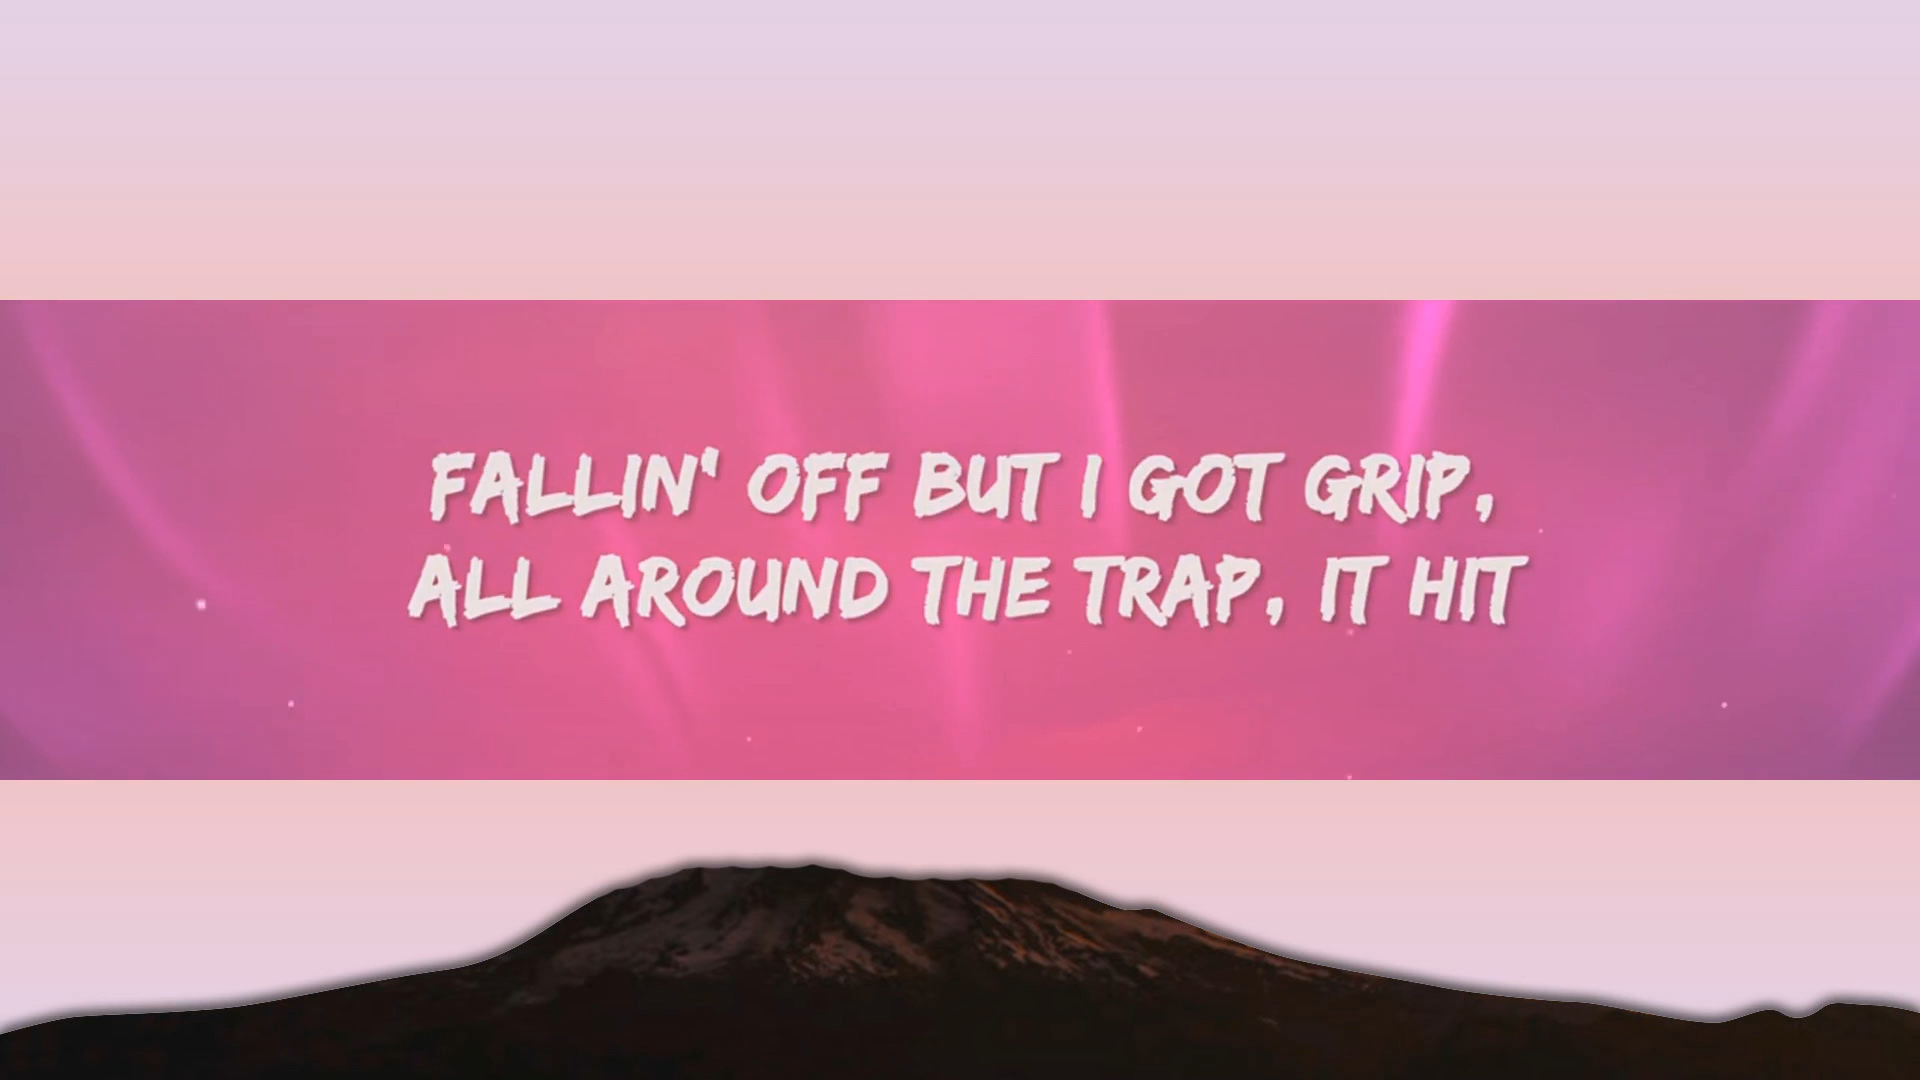 FALLIN' OFF BUT I GOT GRIP,
ALL AROUND THE TRAP, IT HIT